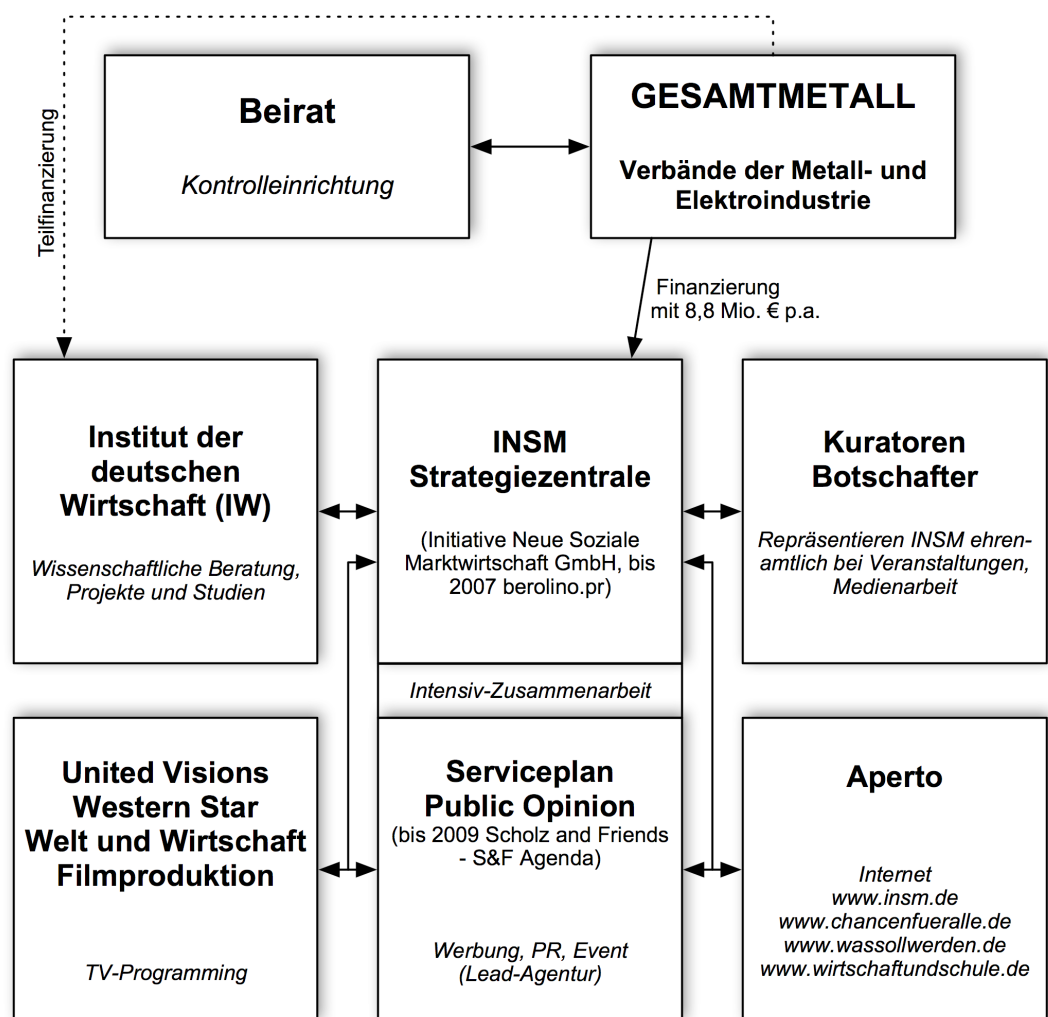 Teilfinanzierung
Beirat
Kontrolleinrichtung
GESAMTMETALL
Verbände der Metall- und
Elektroindustrie
Finanzierung
mit 8,8 Mio. € p.a.
Institut der
deutschen
Wirtschaft (IW)
Wissenschaftliche Beratung,
Projekte und Studien
INSM
Strategiezentrale
(Initiative Neue Soziale
Marktwirtschaft GmbH, bis
2007 berolino.pr)
Kuratoren
Botschafter
Repräsentieren INSM ehren-
amtlich bei Veranstaltungen,
Medienarbeit
Intensiv-Zusammenarbeit
United Visions
Western Star
Welt und Wirtschaft
Filmproduktion
TV-Programming
Serviceplan
Public Opinion
(bis 2009 Scholz and Friends
- S&F Agenda)
Werbung, PR, Event
(Lead-Agentur)
Aperto
Internet
www.insm.de
www.chancenfueralle.de
www.wassollwerden.de
www.wirtschaftundschule.de